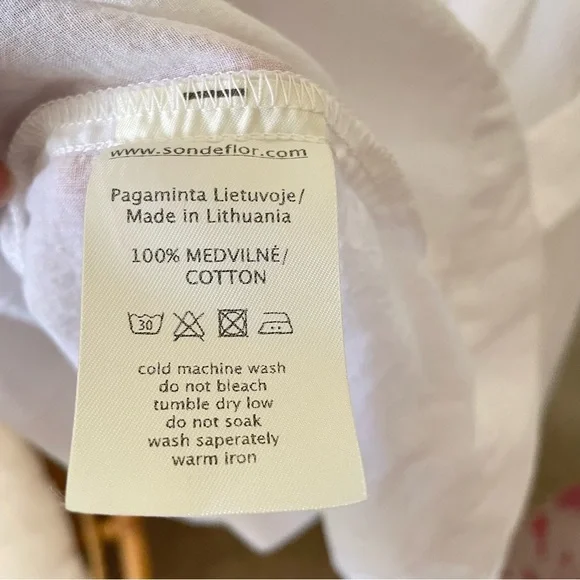 www.sondeflor.com
Pagaminta Lietuvoje/
Made in Lithuania
100% MEDVILNĖ/
COTTON
30
cold machine wash
do not bleach
tumble dry low
do not soak
wash saperately
warm iron